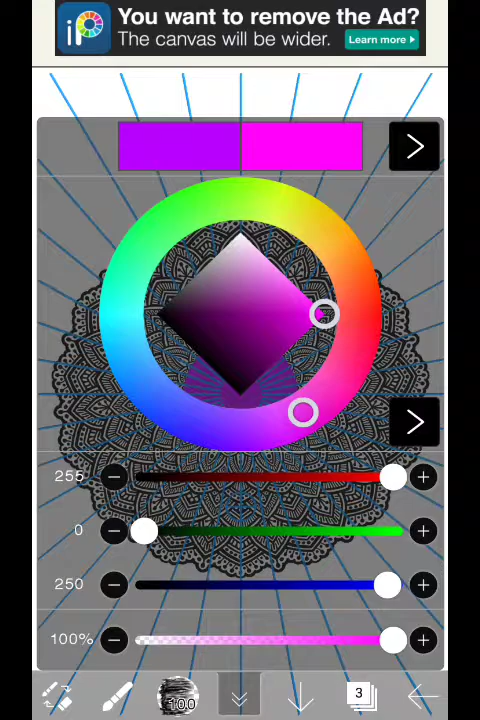 You want to remove the Ad?
The canvas will be wider.
Learn more
iP
255
0
250
100%
100
3